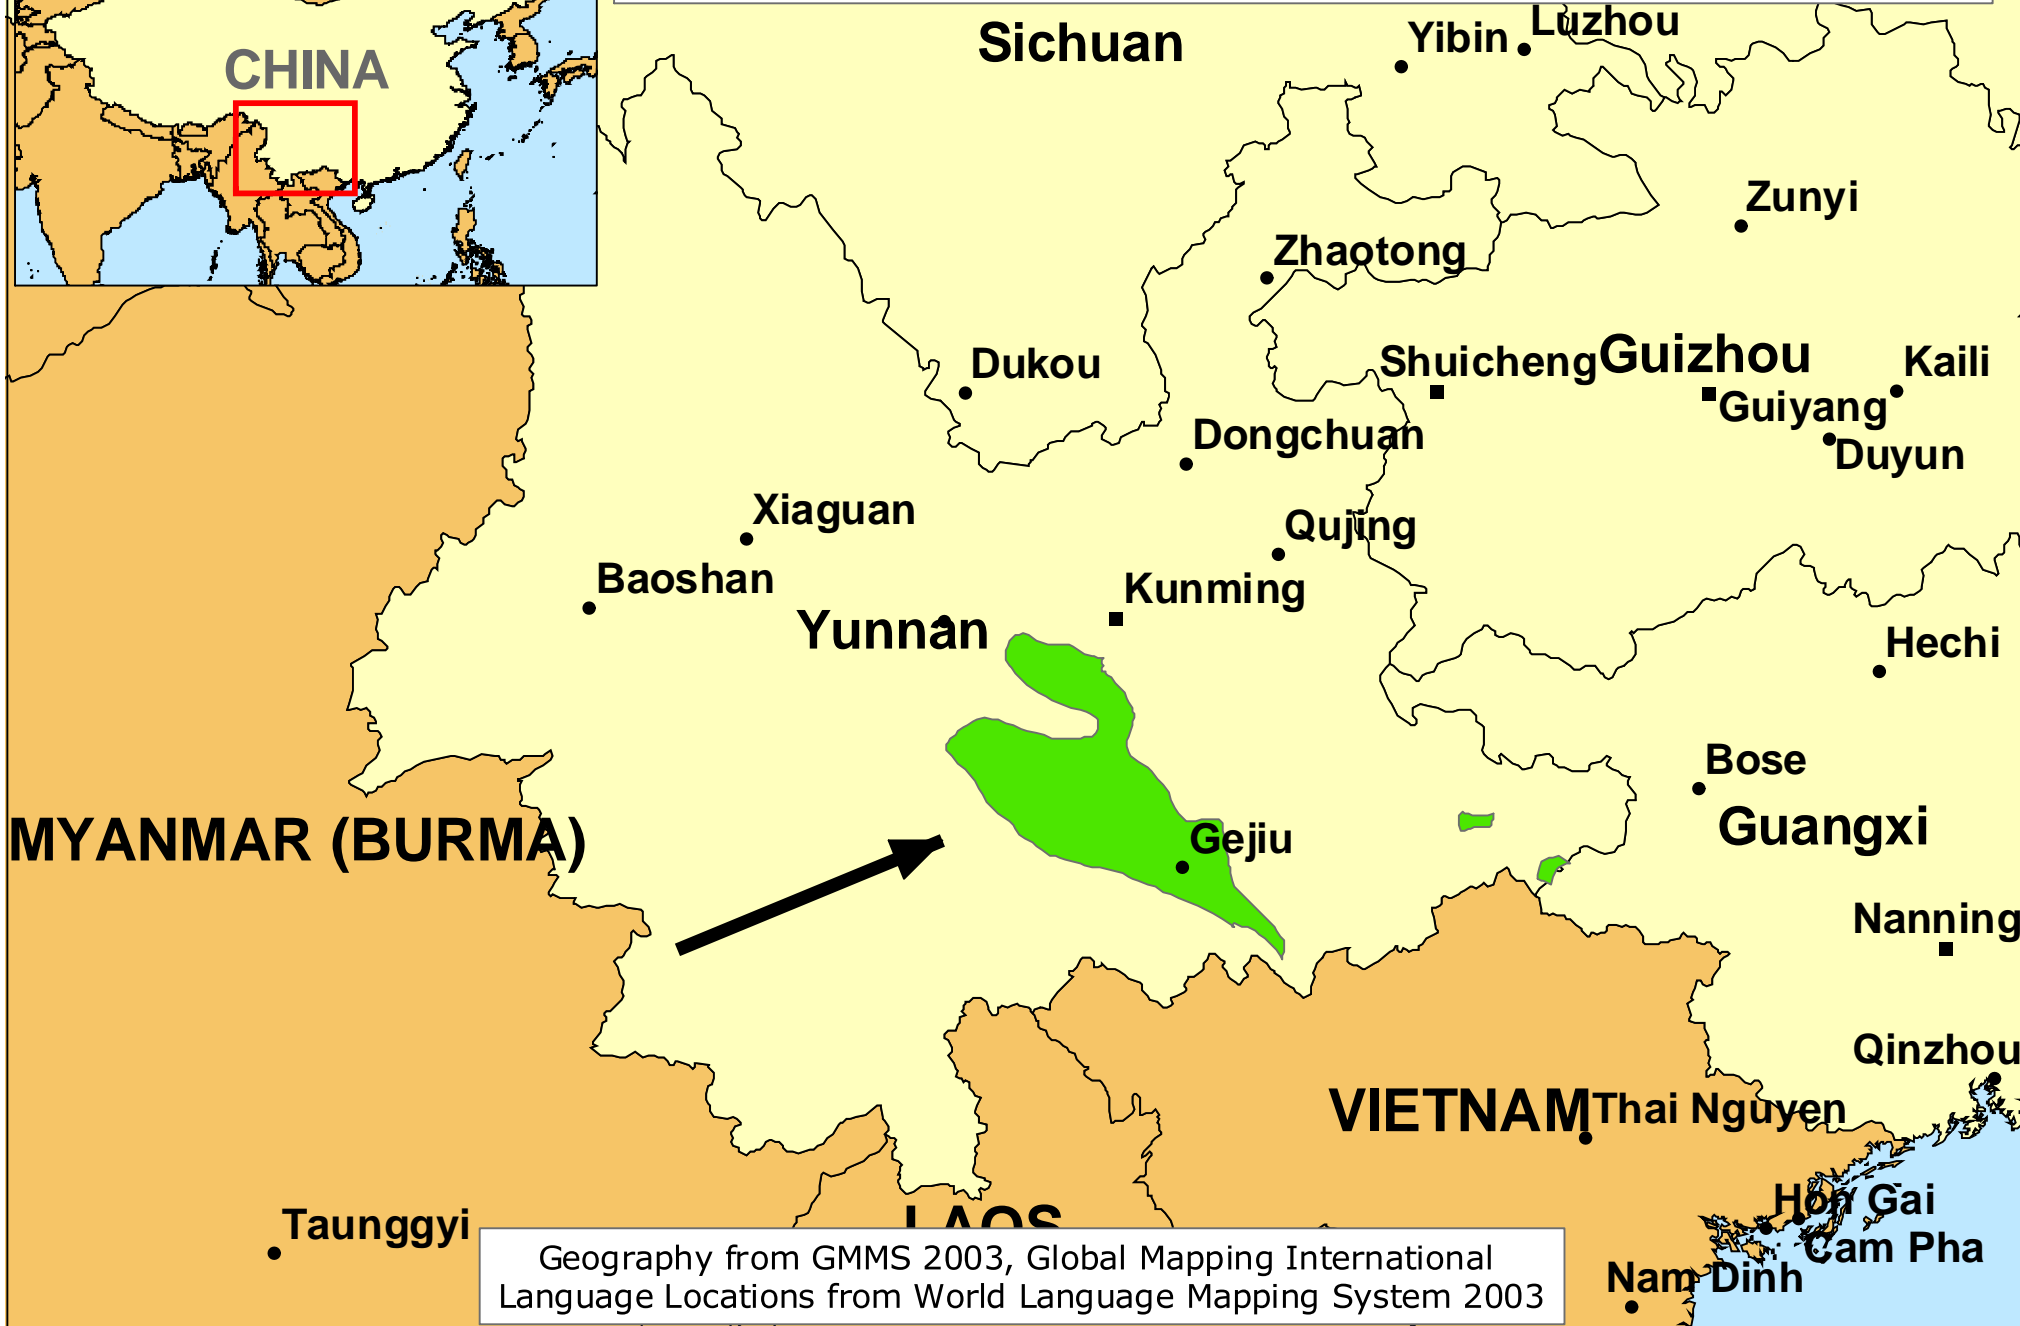 CHINA
Sichuan
Yibin
Luzhou
Zunyi
Zhaotong
Dukou
Shuicheng
Guizhou
Kaili
Guiyang
Dongchuan
Duyun
Xiaguan
Qujing
Baoshan
Kunming
Yunnan
Hechi
Bose
MYANMAR (BURMA)
Gejiu
Guangxi
Nanning
Qinzhou
VIETNAM
Thai Nguyen
Hon Gai
Taunggyi
LAOS
Cam Pha
Nam Dinh
Geography from GMMS 2003, Global Mapping International
Language Locations from World Language Mapping System 2003